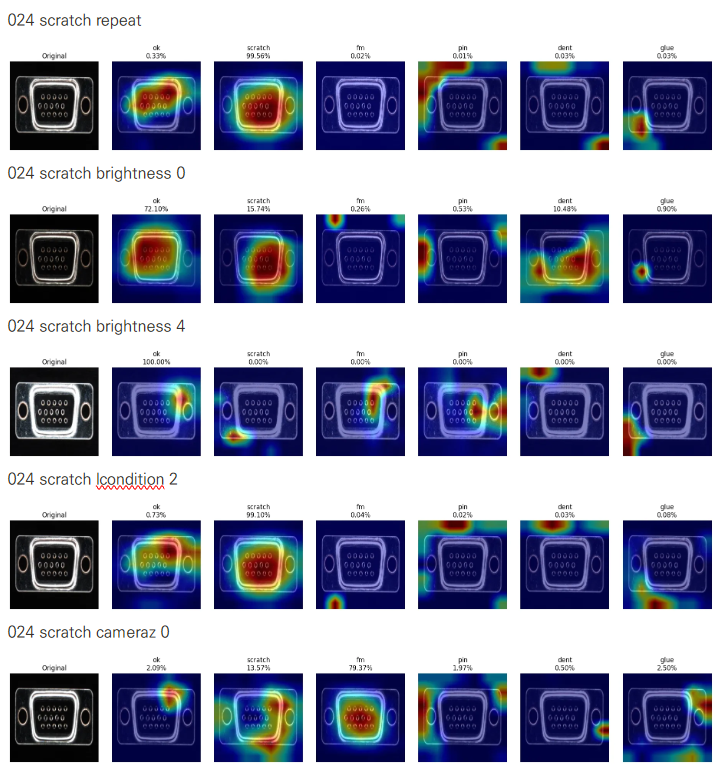 024 scratch repeat
Original ok scratch fm pin dent glue
0.33% 99.56% 0.02% 0.01% 0.03% 0.03%
024 scratch brightness 0
Original ok scratch fm pin dent glue
72.10% 15.74% 0.26% 0.53% 10.48% 0.90%
024 scratch brightness 4
Original ok scratch fm pin dent glue
100.00% 0.00% 0.00% 0.00% 0.00% 0.00%
024 scratch lcondition 2
Original ok scratch fm pin dent glue
0.73% 99.10% 0.04% 0.02% 0.03% 0.08%
024 scratch cameraz 0
Original ok scratch fm pin dent glue
2.09% 13.57% 79.37% 1.97% 0.50% 2.50%